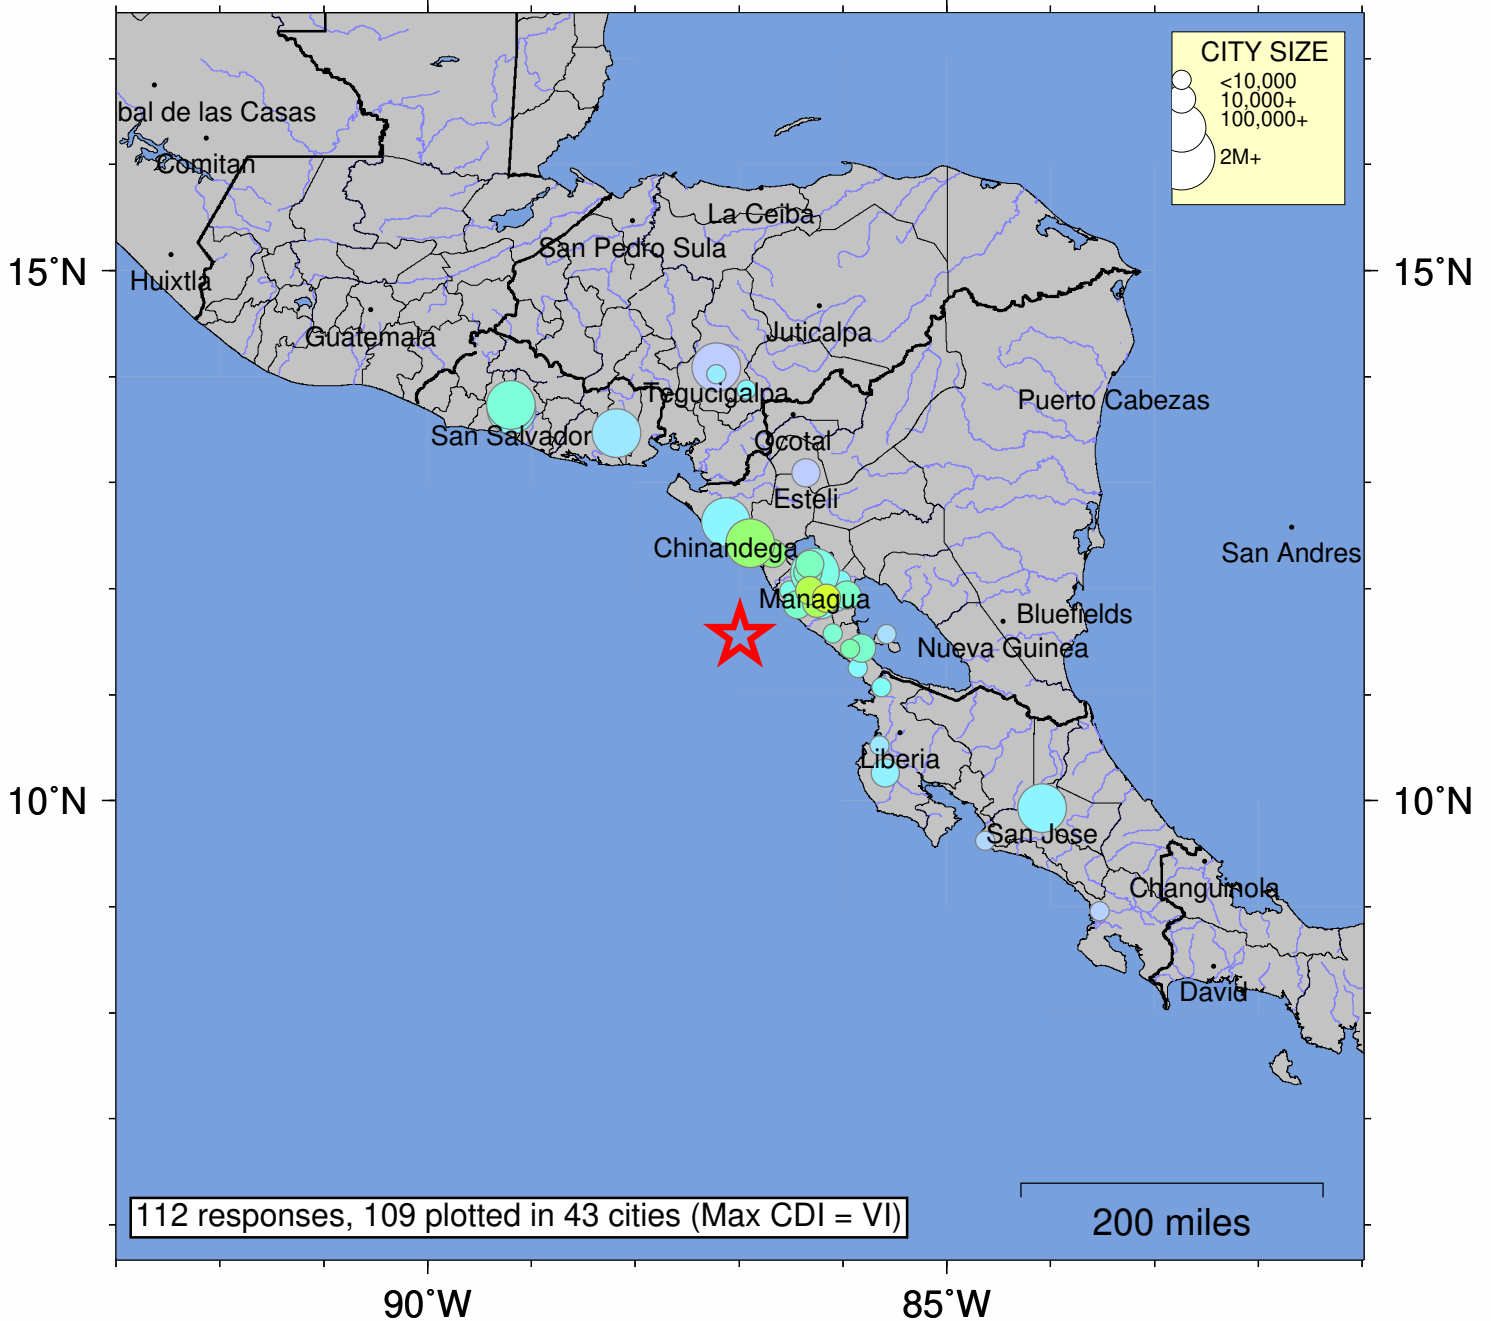 CITY SIZE
<10,000
10,000+
100,000+
2M+
bal de las Casas
Comitan
La Ceiba
San Pedro Sula
15˚N
15˚N
Huixtla
Guatemala
Juticalpa
Tegucigalpa
Puerto Cabezas
San Salvador
Ocotal
Esteli
Chinandega
San Andres
Managua
Bluefields
Nueva Guinea
Liberia
10˚N
10˚N
San Jose
Changuinola
David
112 responses, 109 plotted in 43 cities (Max CDI = VI)
200 miles
90˚W
85˚W